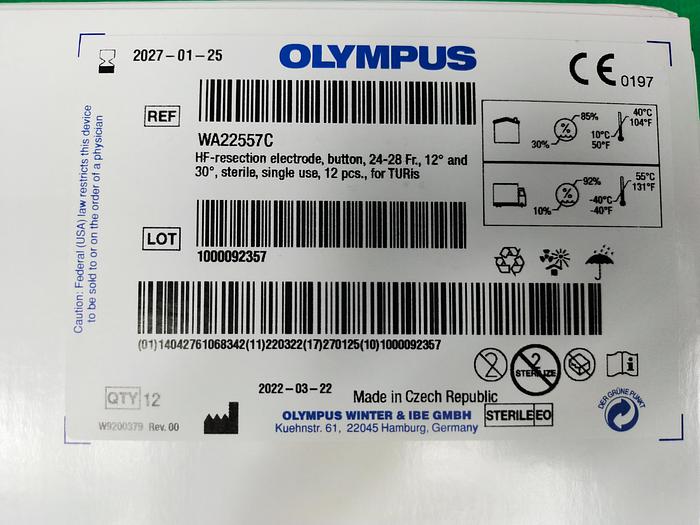 2027-01-25
OLYMPUS
CE 0197
REF
WA22557C
HF-resection electrode, button, 24-28 Fr., 12° and
30°, sterile, single use, 12 pcs., for TURis
85%
30%
40°C
104°F
10°C
50°F
92%
10%
55°C
131°F
-40°C
-40°F
Caution: Federal (USA) law restricts this device
to be sold to or on the order of a physician
LOT
1000092357
(01)14042761068342(11)220322(17)270125(10)1000092357
2
2
STERILIZE
i
QTY 12
2022-03-22
Made in Czech Republic
OLYMPUS WINTER & IBE GMBH
Kuehnstr. 61, 22045 Hamburg, Germany
STERILE EO
DER GRÜNE PUNKT
W9200379 Rev. 00